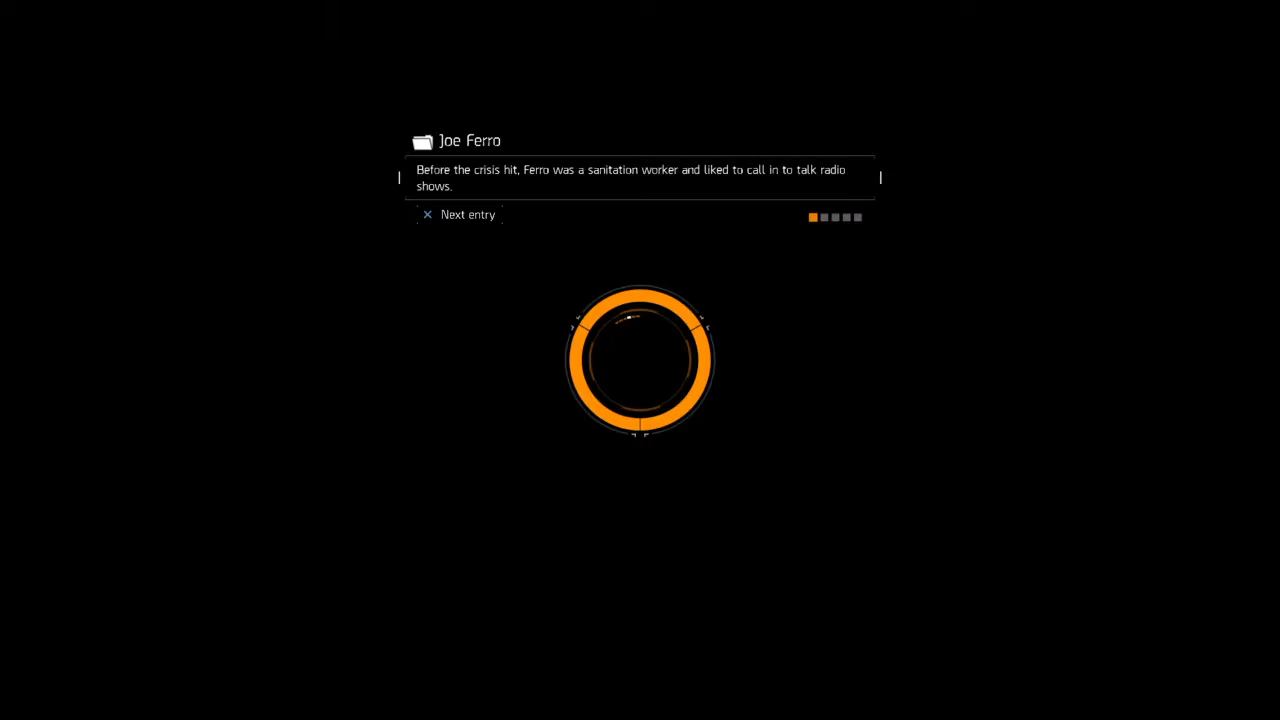 Joe Ferro
Before the crisis hit, Ferro was a sanitation worker and liked to call in to talk radio
shows.
Next entry